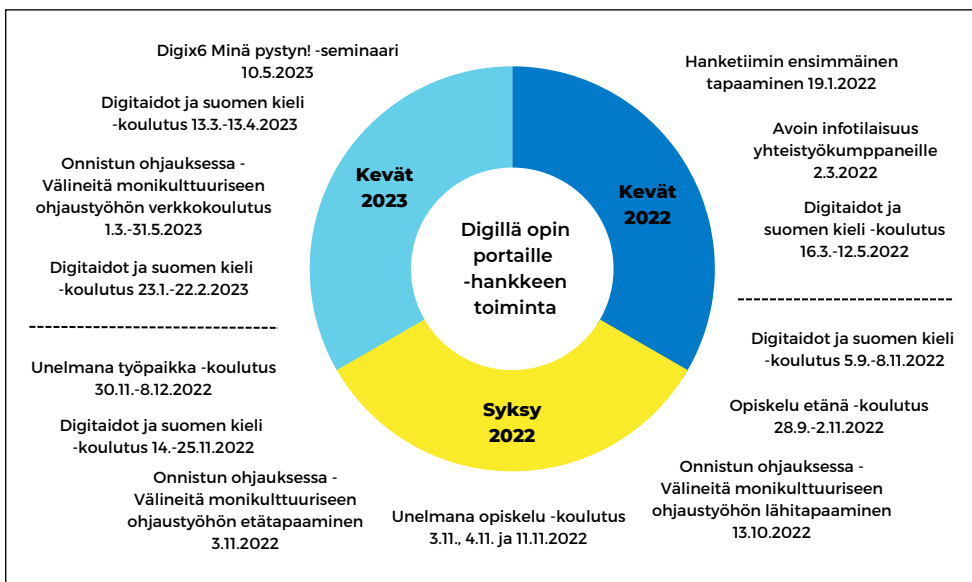 Digillä opin
portaille
-hankkeen
toiminta
Kevät
2022
Hanketiimin ensimmäinen
tapaaminen 19.1.2022
Avoin infotilaisuus
yhteistyökumppaneille
2.3.2022
Digitaidot ja
suomen kieli -koulutus
16.3.-12.5.2022
Digitaidot ja suomen kieli
-koulutus 5.9.-8.11.2022
Opiskelu etänä -koulutus
28.9.-2.11.2022
Onnistun ohjauksessa -
Välineitä monikulttuuriseen
ohjaustyöhön lähitapaaminen
13.10.2022
Syksy
2022
Unelmana opiskelu -koulutus
3.11., 4.11. ja 11.11.2022
Onnistun ohjauksessa -
Välineitä monikulttuuriseen
ohjaustyöhön etätapaaminen
3.11.2022
Digitaidot ja suomen kieli
-koulutus 14.-25.11.2022
Unelmana työpaikka -koulutus
30.11.-8.12.2022
Kevät
2023
Digitaidot ja suomen kieli
-koulutus 23.1.-22.2.2023
Onnistun ohjauksessa -
Välineitä monikulttuuriseen
ohjaustyöhön verkkokoulutus
1.3.-31.5.2023
Digitaidot ja suomen kieli
-koulutus 13.3.-13.4.2023
Digix6 Minä pystyn! -seminaari
10.5.2023